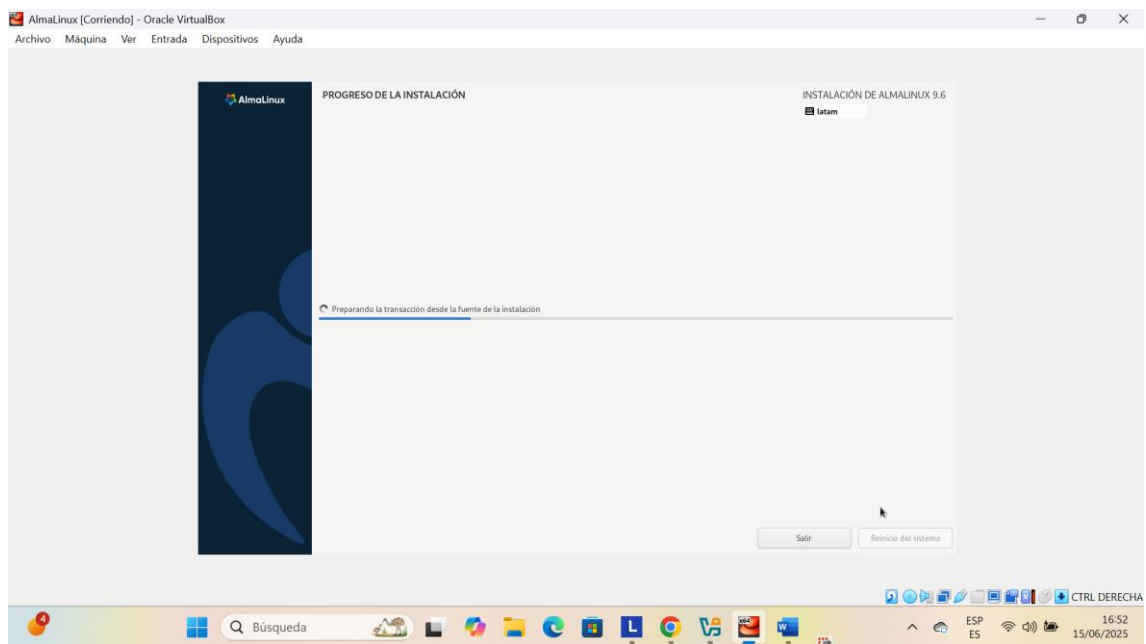 AlmaLinux [Corriendo] - Oracle VirtualBox
Archivo Máquina Ver Entrada Dispositivos Ayuda
AlmaLinux
PROGRESO DE LA INSTALACIÓN
INSTALACIÓN DE ALMALINUX 9.6
latam
Preparando la transacción desde la fuente de la instalación
Salir
Reinicio del sistema
CTRL DERECHA
4
Búsqueda
L
W
ESP
ES
16:52
15/06/2025